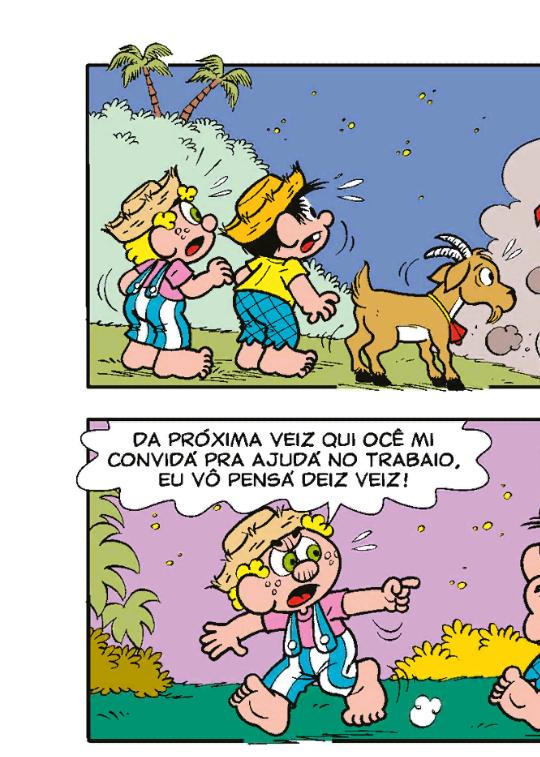 DA PRÓXIMA VEIZ QUI OCÊ MI
CONVIDÁ PRA AJUDÁ NO TRABAIO,
EU VÔ PENSÁ DEIZ VEIZ!